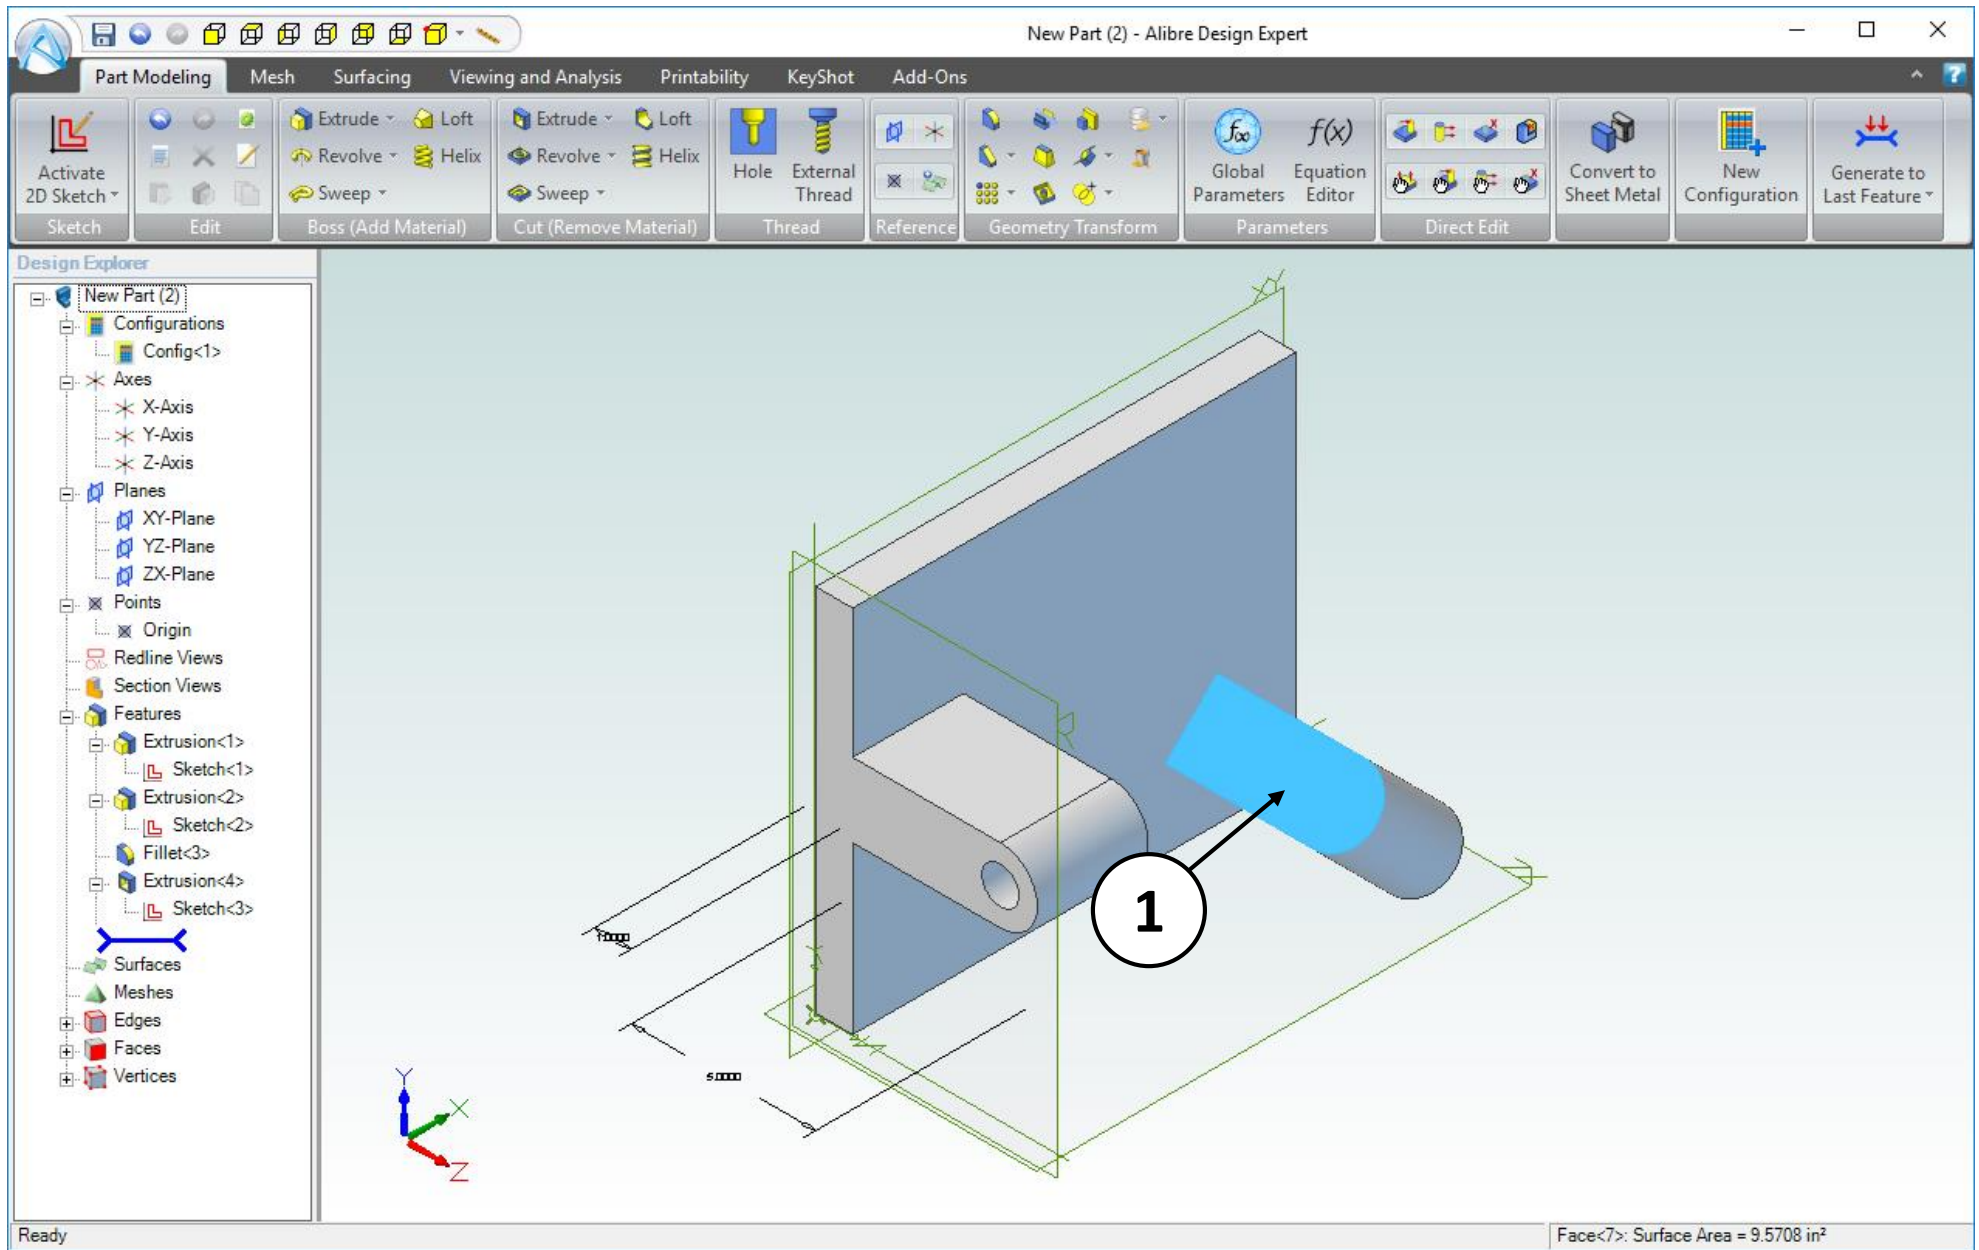 New Part (2) - Alibre Design Expert
Part Modeling Mesh Surfacing Viewing and Analysis Printability KeyShot Add-Ons
Activate
2D Sketch
Sketch
Edit
Extrude Loft
Revolve Helix
Sweep
Boss (Add Material)
Extrude Loft
Revolve Helix
Sweep
Cut (Remove Material)
Hole
External
Thread
Thread
Reference
Geometry Transform
f∞
Global
Parameters
f(x)
Equation
Editor
Parameters
Direct Edit
Convert to
Sheet Metal
New
Configuration
Generate to
Last Feature
Design Explorer
New Part (2)
Configurations
Config<1>
Axes
X-Axis
Y-Axis
Z-Axis
Planes
XY-Plane
YZ-Plane
ZX-Plane
Points
Origin
Redline Views
Section Views
Features
Extrusion<1>
Sketch<1>
Extrusion<2>
Sketch<2>
Fillet<3>
Extrusion<4>
Sketch<3>
Surfaces
Meshes
Edges
Faces
Vertices
1
1.0000
5.0000
Y
X
Z
Ready
Face<7>: Surface Area = 9.5708 in²